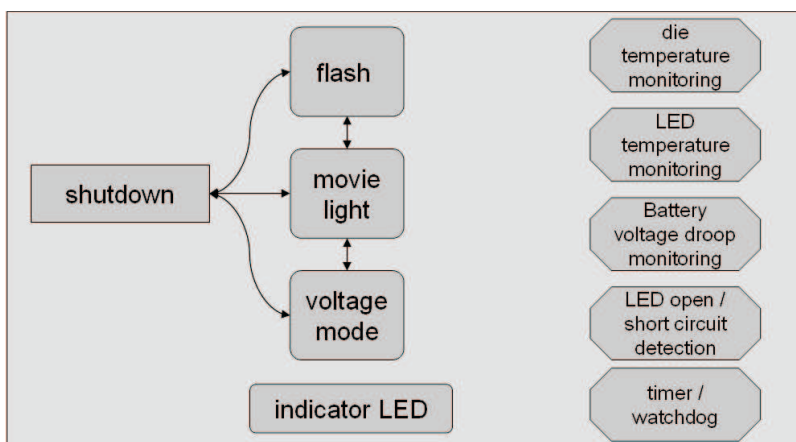 flash
shutdown
movie
light
voltage
mode
indicator LED
die
temperature
monitoring
LED
temperature
monitoring
Battery
voltage droop
monitoring
LED open /
short circuit
detection
timer /
watchdog